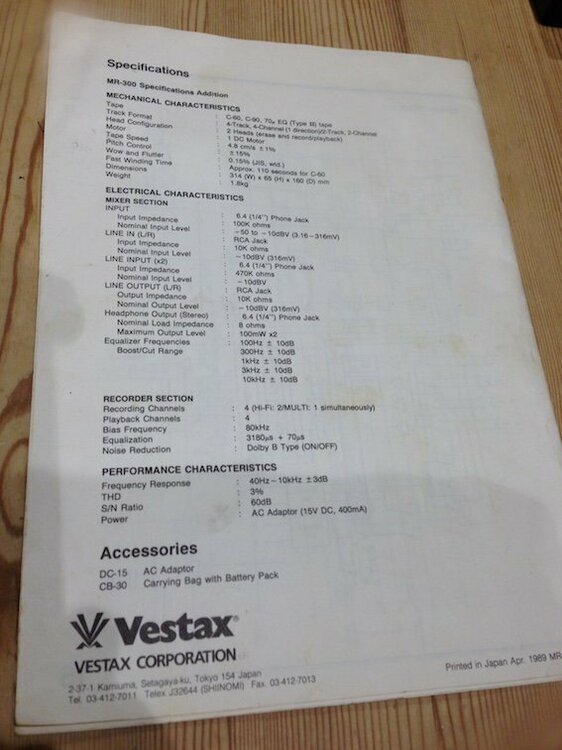 Specifications
MR-300 Specifications Addition
MECHANICAL CHARACTERISTICS
Tape : C-60, C-90, 70µ EQ (Type II) tape
Track Format : 4-Track, 4-Channel (1 direction)/2-Track, 2-Channel
Head Configuration : 2 Heads (erase and record/playback)
Motor : 1 DC Motor
Tape Speed : 4.8 cm/s ± 1%
Pitch Control : ±15%
Wow and Flutter : 0.15% (JIS, wtd.)
Fast Winding Time : Approx. 110 seconds for C-60
Dimensions : 314 (W) x 65 (H) x 160 (D) mm
Weight : 1.8kg
ELECTRICAL CHARACTERISTICS
MIXER SECTION
INPUT : 6.4 (1/4") Phone Jack
Input Impedance : 100K ohms
Nominal Input Level : -50 to -10dBV (3.16~316mV)
LINE IN (L/R) : RCA Jack
Input Impedance : 10K ohms
Nominal Input Level : -10dBV (316mV)
LINE INPUT (x2) : 6.4 (1/4") Phone Jack
Input Impedance : 470K ohms
Nominal Input Level : -10dBV
LINE OUTPUT (L/R) : RCA Jack
Output Impedance : 10K ohms
Nominal Output Level : -10dBV (316mV)
Headphone Output (Stereo) : 6.4 (1/4") Phone Jack
Nominal Load Impedance : 8 ohms
Maximum Output Level : 100mW x2
Equalizer Frequencies : 100Hz ± 10dB
Boost/Cut Range 300Hz ± 10dB
1kHz ± 10dB
3kHz ± 10dB
10kHz ± 10dB
RECORDER SECTION
Recording Channels : 4 (Hi-Fi: 2/MULTI: 1 simultaneously)
Playback Channels : 4
Bias Frequency : 80kHz
Equalization : 3180µs + 70µs
Noise Reduction : Dolby B Type (ON/OFF)
PERFORMANCE CHARACTERISTICS
Frequency Response : 40Hz~10kHz ±3dB
THD : 3%
S/N Ratio : 60dB
Power : AC Adaptor (15V DC, 400mA)
Accessories
DC-15 AC Adaptor
CB-30 Carrying Bag with Battery Pack
Vestax®
VESTAX CORPORATION
2-37-1 Kamiuma, Setagaya-ku, Tokyo 154 Japan
Tel. 03-412-7011 Telex J32644 (SHIINOMI) Fax. 03-412-7013
Printed in Japan Apr. 1989 MR